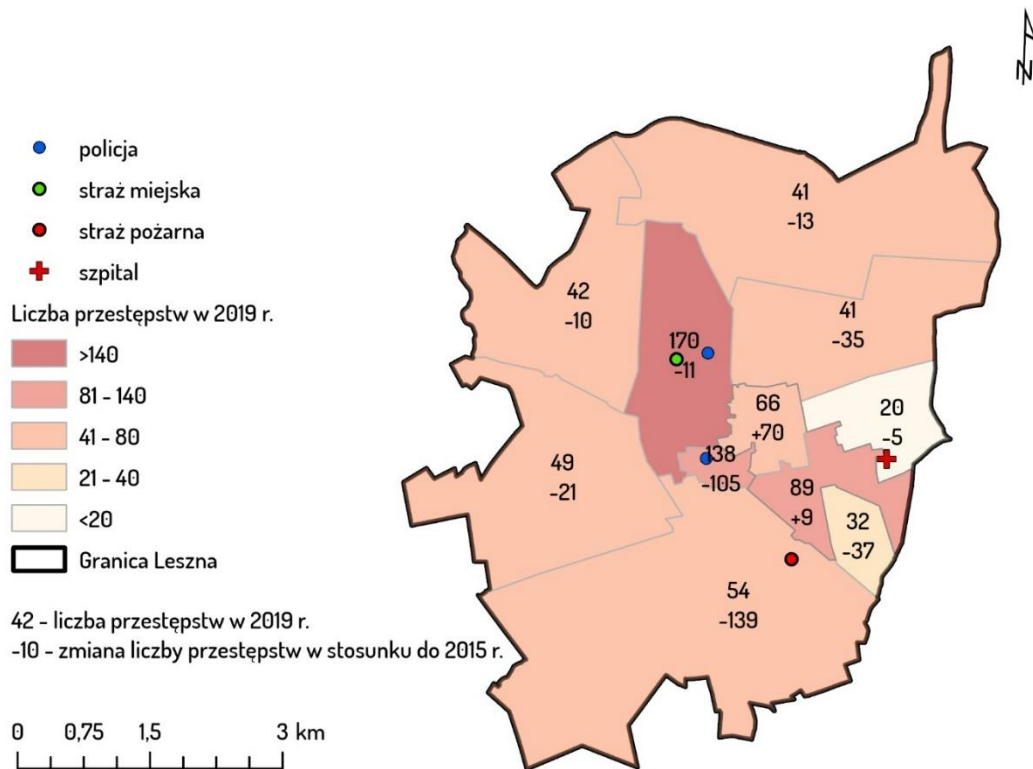 N
policja
straż miejska
straż pożarna
szpital
Liczba przestępstw w 2019 r.
>140
81 - 140
41 - 80
21 - 40
<20
Granica Leszna
42 - liczba przestępstw w 2019 r.
-10 - zmiana liczby przestępstw w stosunku do 2015 r.
0 0,75 1,5 3 km
41
-13
42
-10
41
-35
170
-11
66
+70
20
-5
138
-105
49
-21
89
+9
32
-37
54
-139